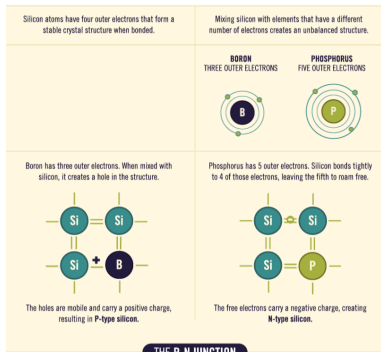 Silicon atoms have four outer electrons that form a
stable crystal structure when bonded.
Mixing silicon with elements that have a different
number of electrons creates an unbalanced structure.
BORON
THREE OUTER ELECTRONS
PHOSPHORUS
FIVE OUTER ELECTRONS
B
P
Boron has three outer electrons. When mixed with
silicon, it creates a hole in the structure.
Phosphorus has 5 outer electrons. Silicon bonds tightly
to 4 of those electrons, leaving the fifth to roam free.
Si Si
Si + B
Si Si
Si P
The holes are mobile and carry a positive charge,
resulting in P-type silicon.
The free electrons carry a negative charge, creating
N-type silicon.
THE P-N JUNCTION